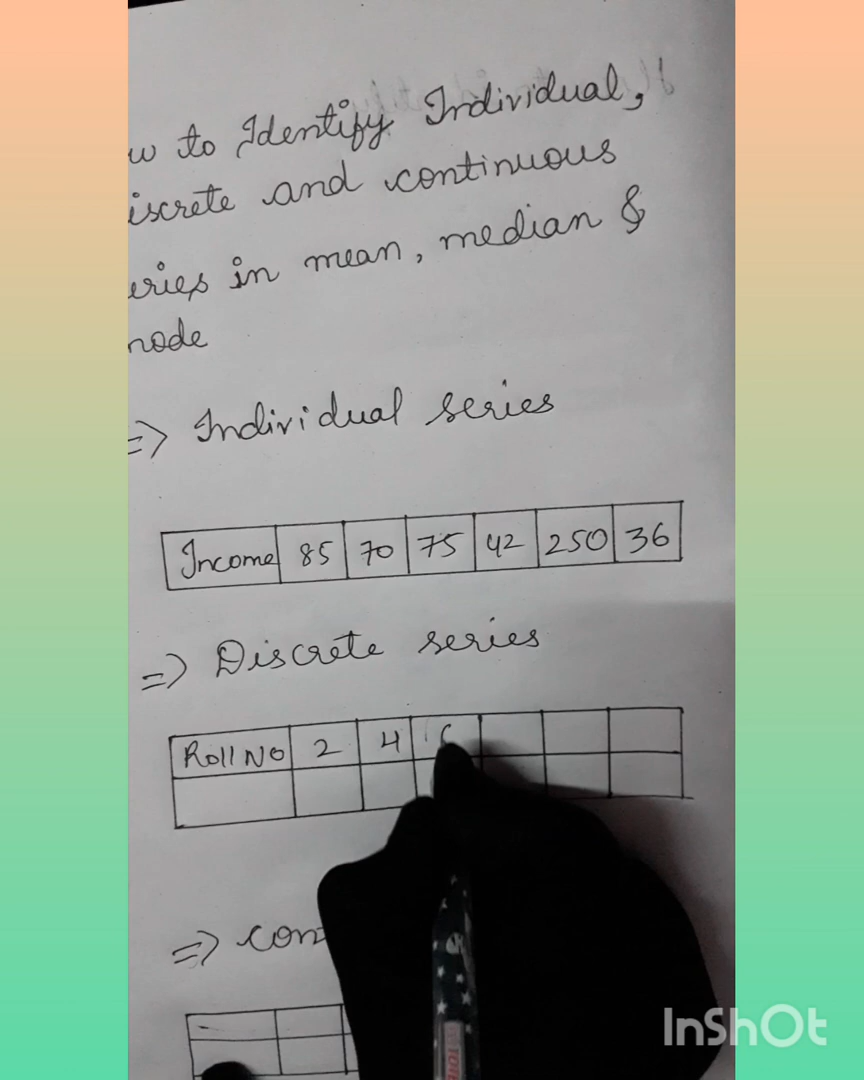 w to Identify Individual,
iscrete and continuous
eries in mean, median &
node
=> Individual series
Income 85 70 75 42 250 36
=> Discrete series
Roll No 2 4
=> con
InShOt